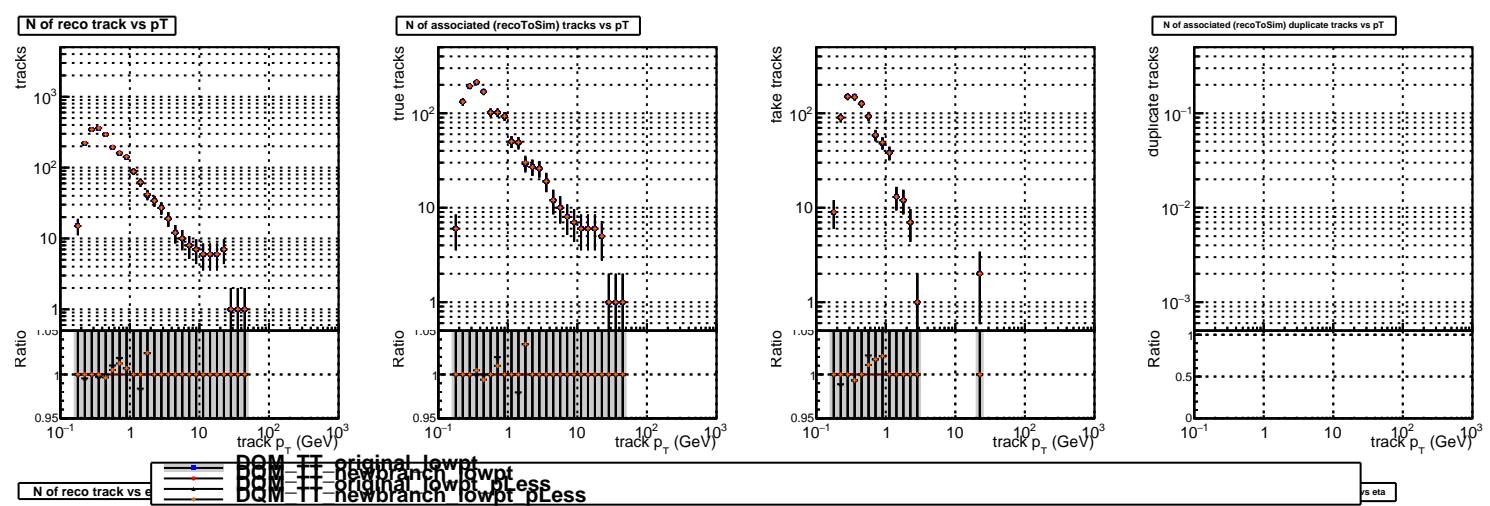 N of reco track vs pT
N of associated (recoToSim) tracks vs pT
N of associated (recoToSim) duplicate tracks vs pT
tracks
10³
10²
10
1
true tracks
10²
10
1
fake tracks
10²
10
1
duplicate tracks
10⁻¹
10⁻²
10⁻³
Ratio
1.05
0.95
Ratio
1.05
0.95
Ratio
1.05
0.95
Ratio
1
0.5
0
10⁻¹ 1 10 10² 10³
track p_T (GeV)
10⁻¹ 1 10 10² 10³
track p_T (GeV)
10⁻¹ 1 10 10² 10³
track p_T (GeV)
10⁻¹ 1 10 10² 10³
track p_T (GeV)
DQM_TT_original_lowpt
DQM_TT_newbranch_lowpt
DQM_TT_original_lowpt_pLess
DQM_TT_newbranch_lowpt_pLess
N of reco track vs e
vs eta